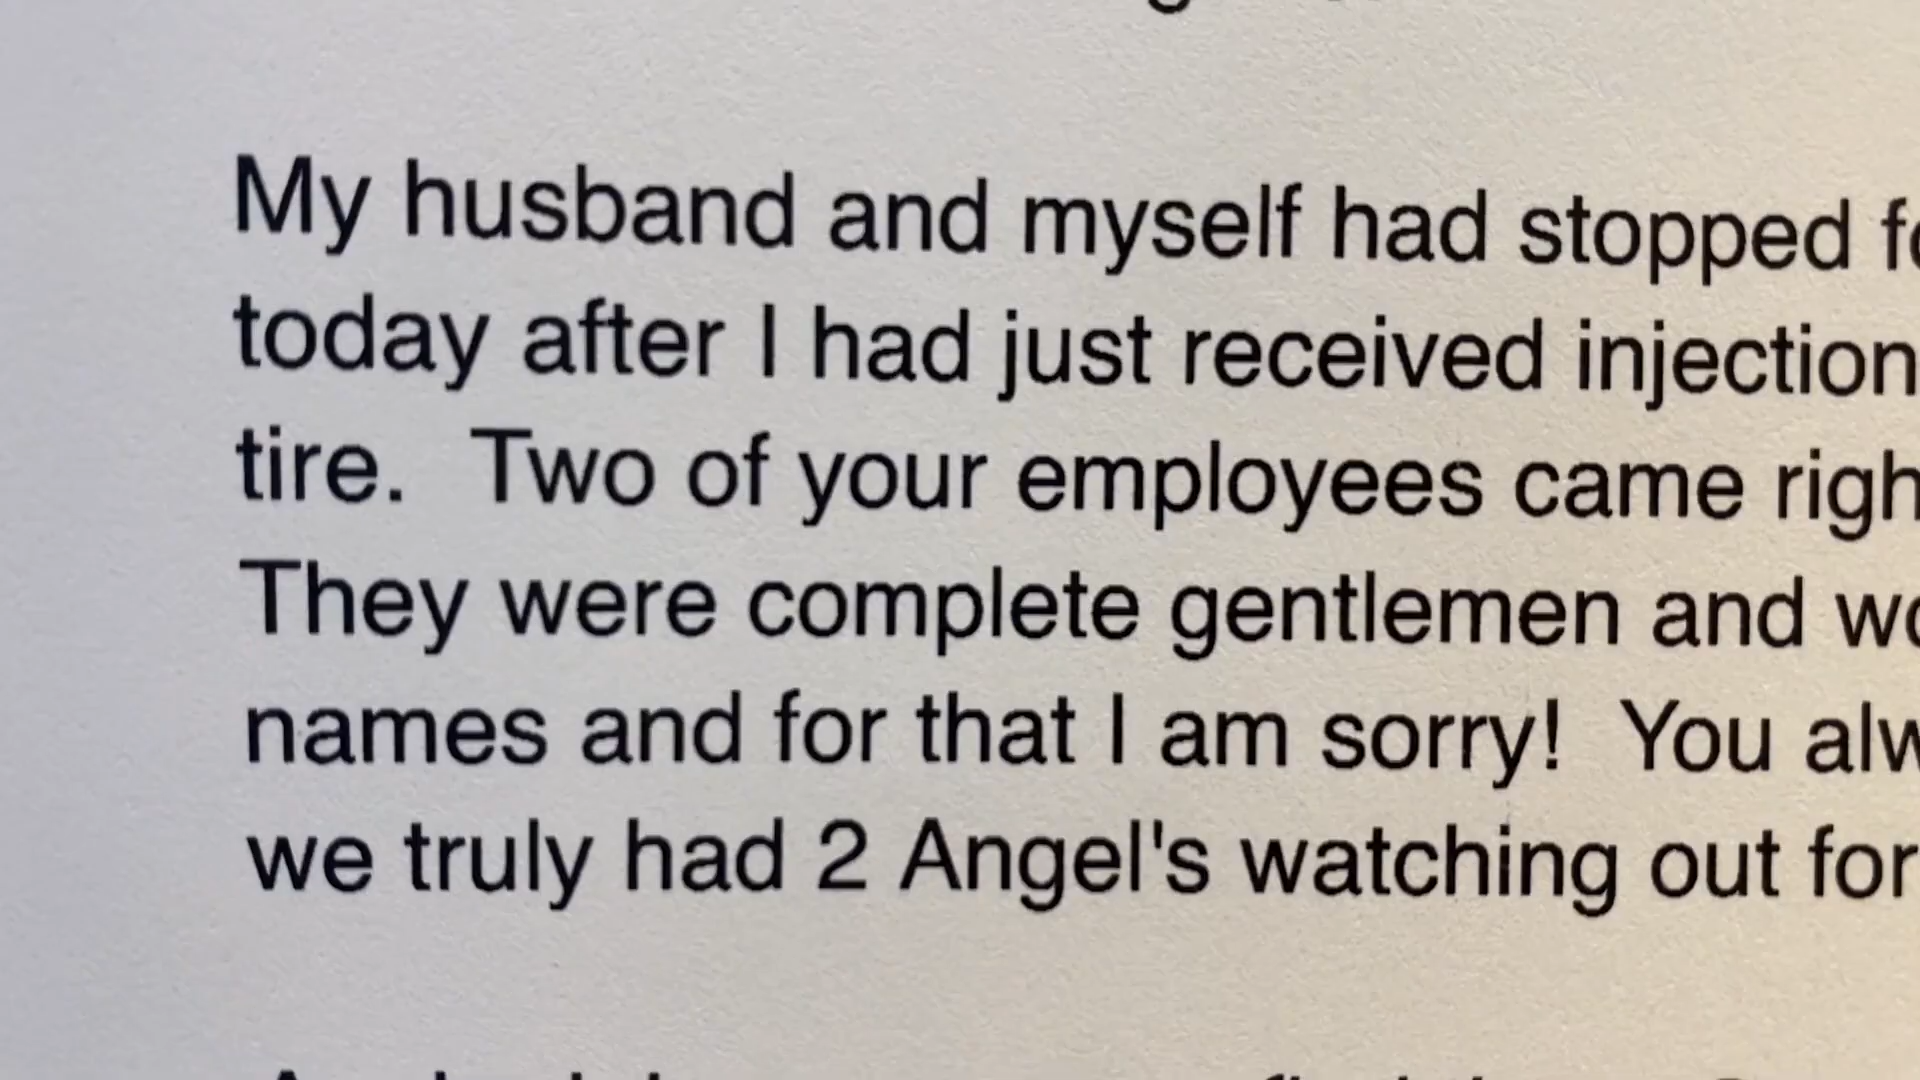 My husband and myself had stopped
today after I had just received injection
tire.  Two of your employees came
They were complete gentlemen and
names and for that I am sorry!  You
we truly had 2 Angel's watching out for